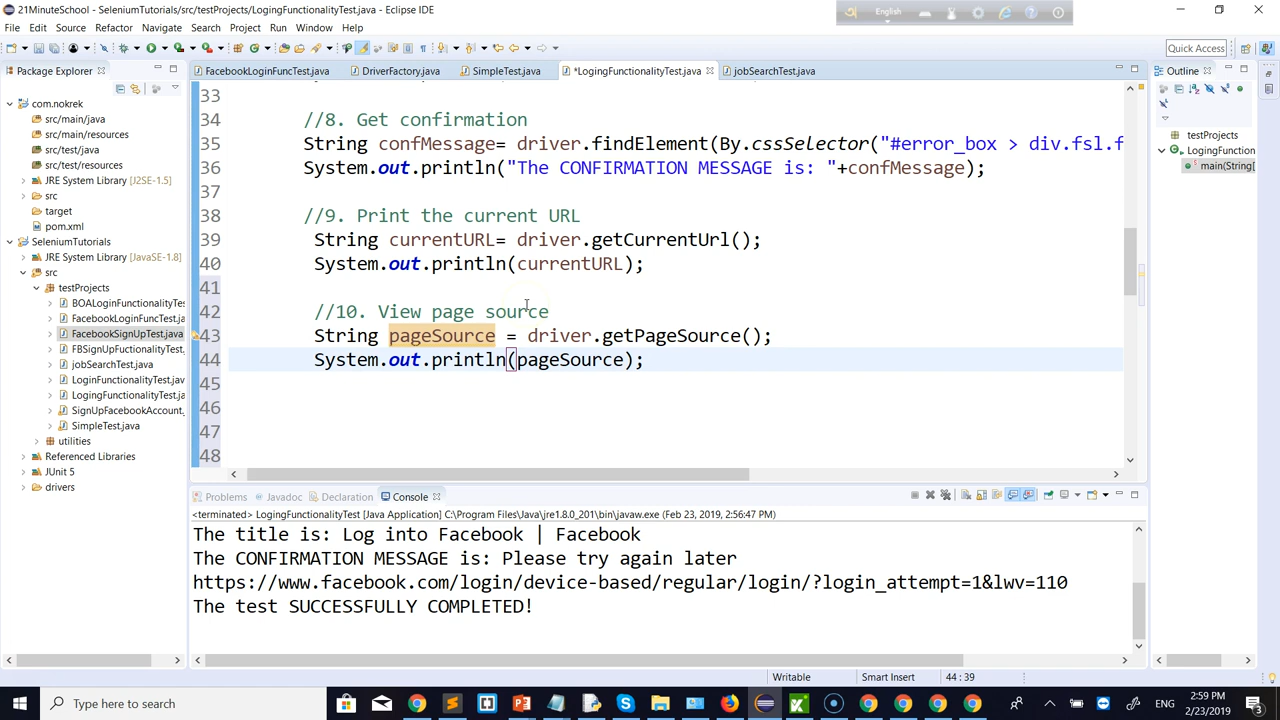 21MinuteSchool - SeleniumTutorials/src/testProjects/LogingFunctionalityTest.java - Eclipse IDE
English
File Edit Source Refactor Navigate Search Project Run Window Help
Quick Access
Package Explorer
FacebookLoginFuncTest.java
DriverFactory.java
SimpleTest.java
*LogingFunctionalityTest.java
jobSearchTest.java
Outline
com.nokrek
src/main/java
src/main/resources
src/test/java
src/test/resources
JRE System Library [J2SE-1.5]
src
target
pom.xml
SeleniumTutorials
JRE System Library [JavaSE-1.8]
src
testProjects
BOALoginFunctionalityTe
FacebookLoginFuncTest.j
FacebookSignUpTest.java
FBSignUpFuctionalityTest
jobSearchTest.java
LoginFunctionalityTest.ja
LogingFunctionalityTest.j
SignUpFacebookAccount.
SimpleTest.java
utilities
Referenced Libraries
JUnit 5
drivers
33
34 //8. Get confirmation
35 String confMessage= driver.findElement(By.cssSelector("#error_box > div.fsl.f
36 System.out.println("The CONFIRMATION MESSAGE is: "+confMessage);
37
38 //9. Print the current URL
39 String currentURL= driver.getCurrentUrl();
40 System.out.println(currentURL);
41
42 //10. View page source
43 String pageSource = driver.getPageSource();
44 System.out.println(pageSource);
45
46
47
48
testProjects
LogingFunction
main(String[
Problems Javadoc Declaration Console
<terminated> LogingFunctionalityTest [Java Application] C:\Program Files\Java\jre1.8.0_201\bin\javaw.exe (Feb 23, 2019, 2:56:47 PM)
The title is: Log into Facebook | Facebook
The CONFIRMATION MESSAGE is: Please try again later
https://www.facebook.com/login/device-based/regular/login/?login_attempt=1&lwv=110
The test SUCCESSFULLY COMPLETED!
Writable Smart Insert 44 : 39
Type here to search
ENG
2:59 PM
2/23/2019
3